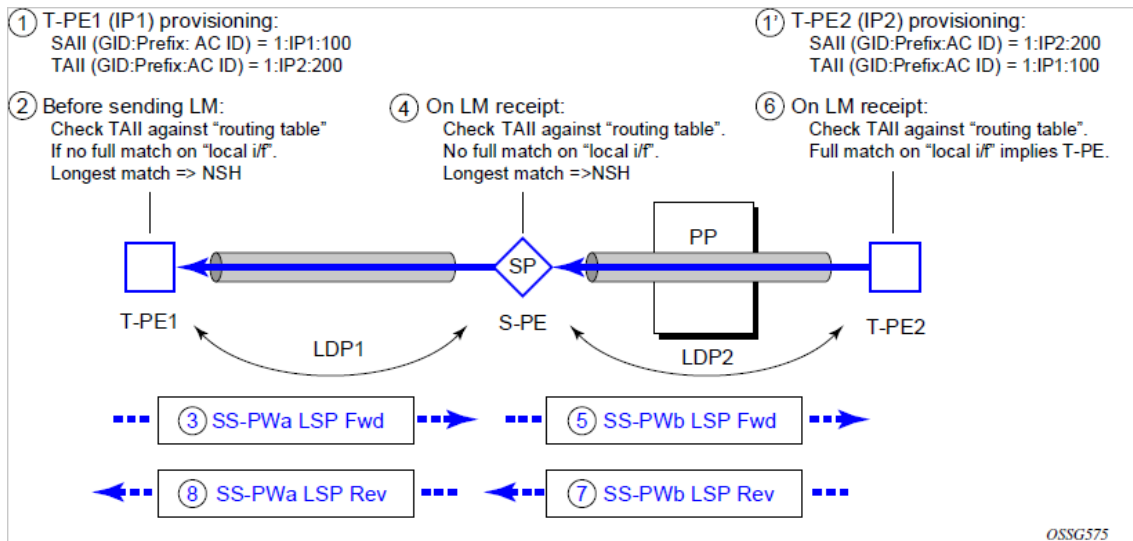 1 T-PE1 (IP1) provisioning:
SAII (GID:Prefix: AC ID) = 1:IP1:100
TAII (GID:Prefix:AC ID) = 1:IP2:200
1' T-PE2 (IP2) provisioning:
SAII (GID:Prefix:AC ID) = 1:IP2:200
TAII (GID:Prefix:AC ID) = 1:IP1:100
2 Before sending LM:
Check TAII against “routing table”
If no full match on “local i/f”.
Longest match => NSH
4 On LM receipt:
Check TAII against “routing table”.
No full match on “local i/f”.
Longest match =>NSH
6 On LM receipt:
Check TAII against “routing table”.
Full match on “local i/f” implies T-PE.
PP
SP
T-PE1
S-PE
T-PE2
LDP1
LDP2
3 SS-PWa LSP Fwd
5 SS-PWb LSP Fwd
8 SS-PWa LSP Rev
7 SS-PWb LSP Rev
OSSG575